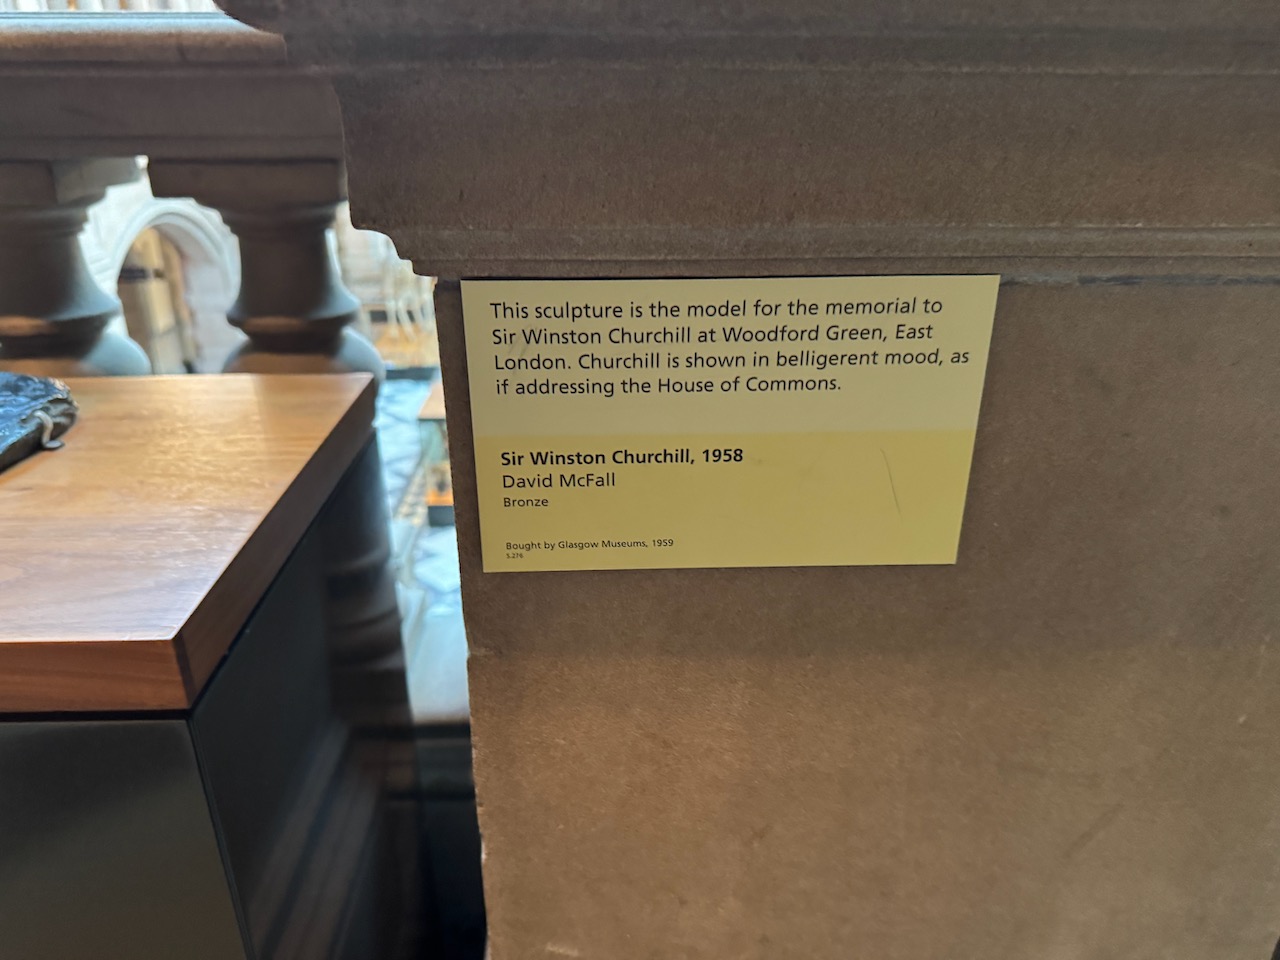 This sculpture is the model for the memorial to
Sir Winston Churchill at Woodford Green, East
London. Churchill is shown in belligerent mood, as
if addressing the House of Commons.
Sir Winston Churchill, 1958
David McFall
Bronze
Bought by Glasgow Museums, 1959
S.276